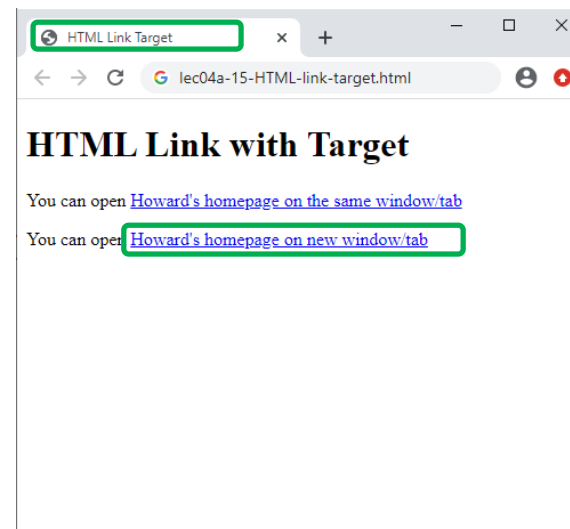 HTML Link Target
lec04a-15-HTML-link-target.html
HTML Link with Target
You can open Howard's homepage on the same window/tab
You can open Howard's homepage on new window/tab